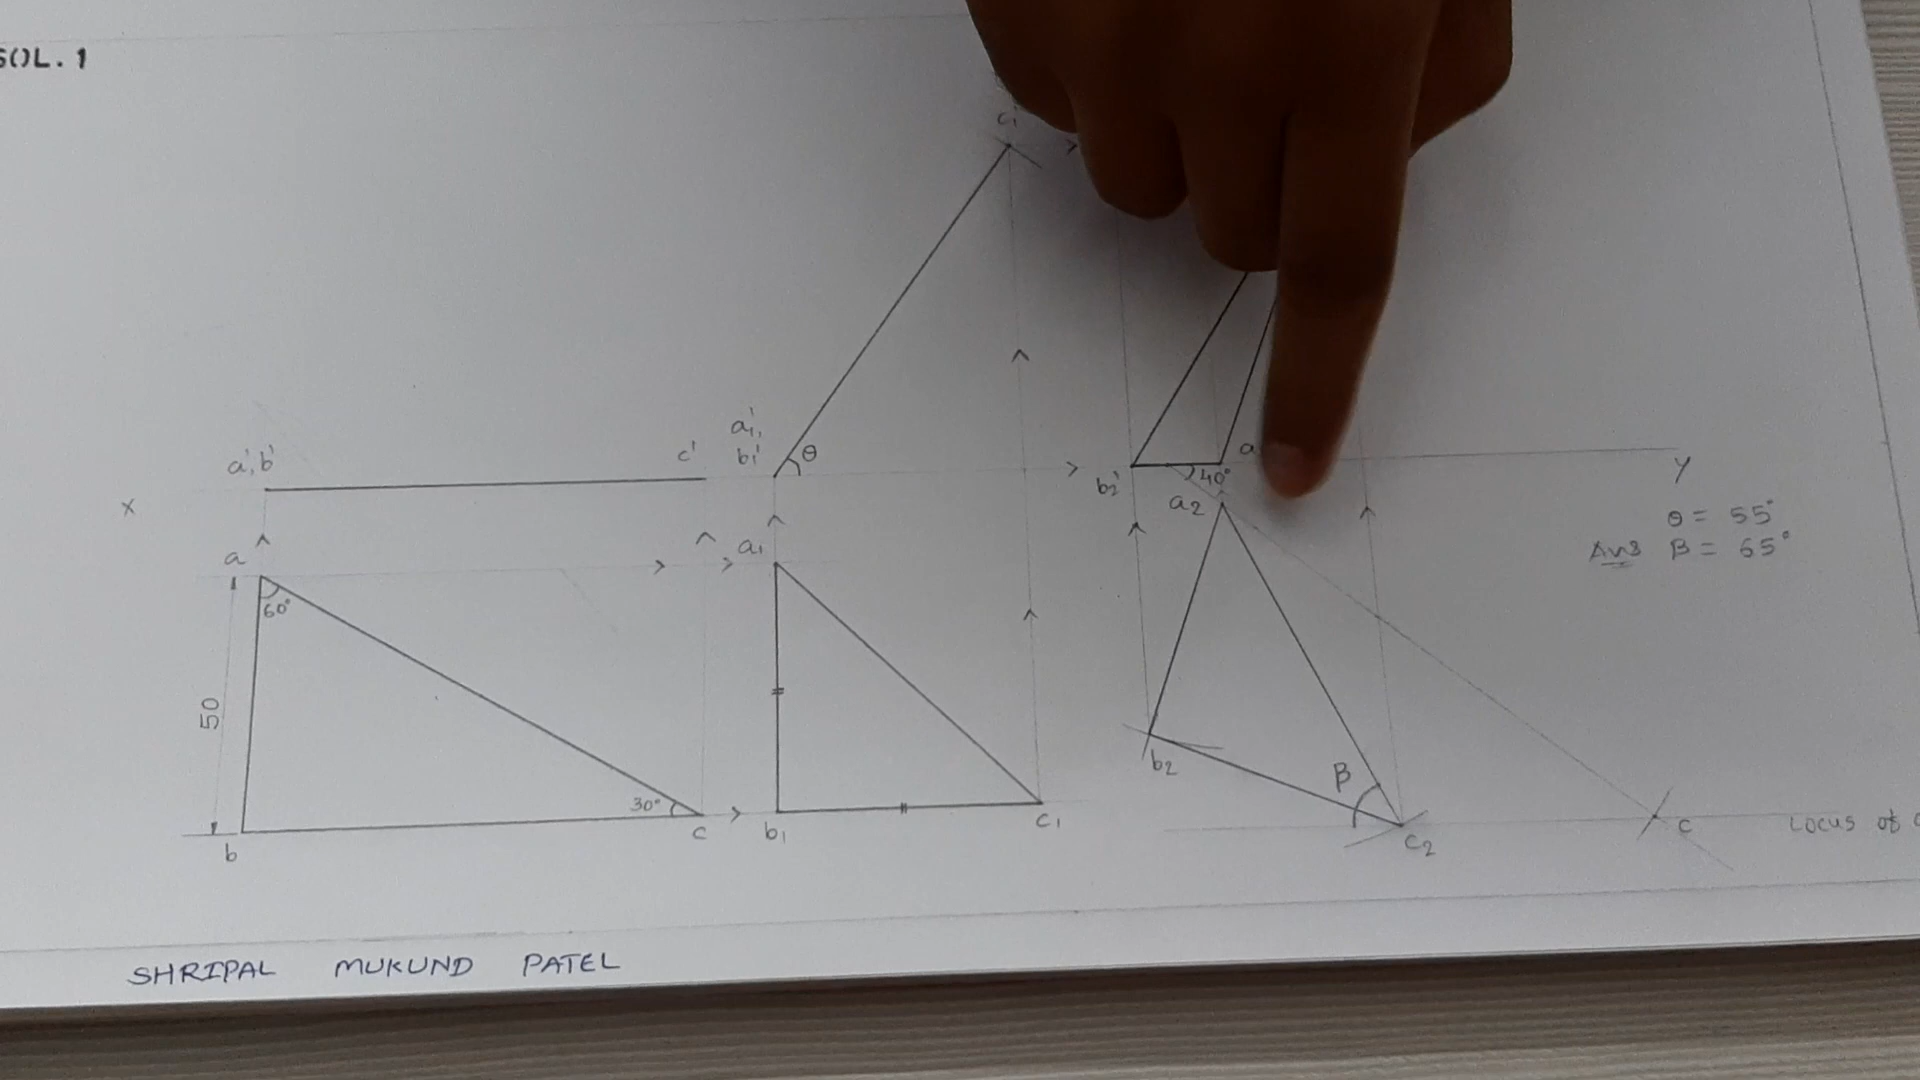 SOL. 1
c₁'
a₁',
b₁'
θ
a', b'
c'
a
40°
b₂'
a₂
X
Y
θ = 55°
Ans β = 65°
a
a₁
60°
50
30°
b
c
b₁
c₁
b₂
β
c₂
c
LOCUS of
SHRIPAL MUKUND PATEL